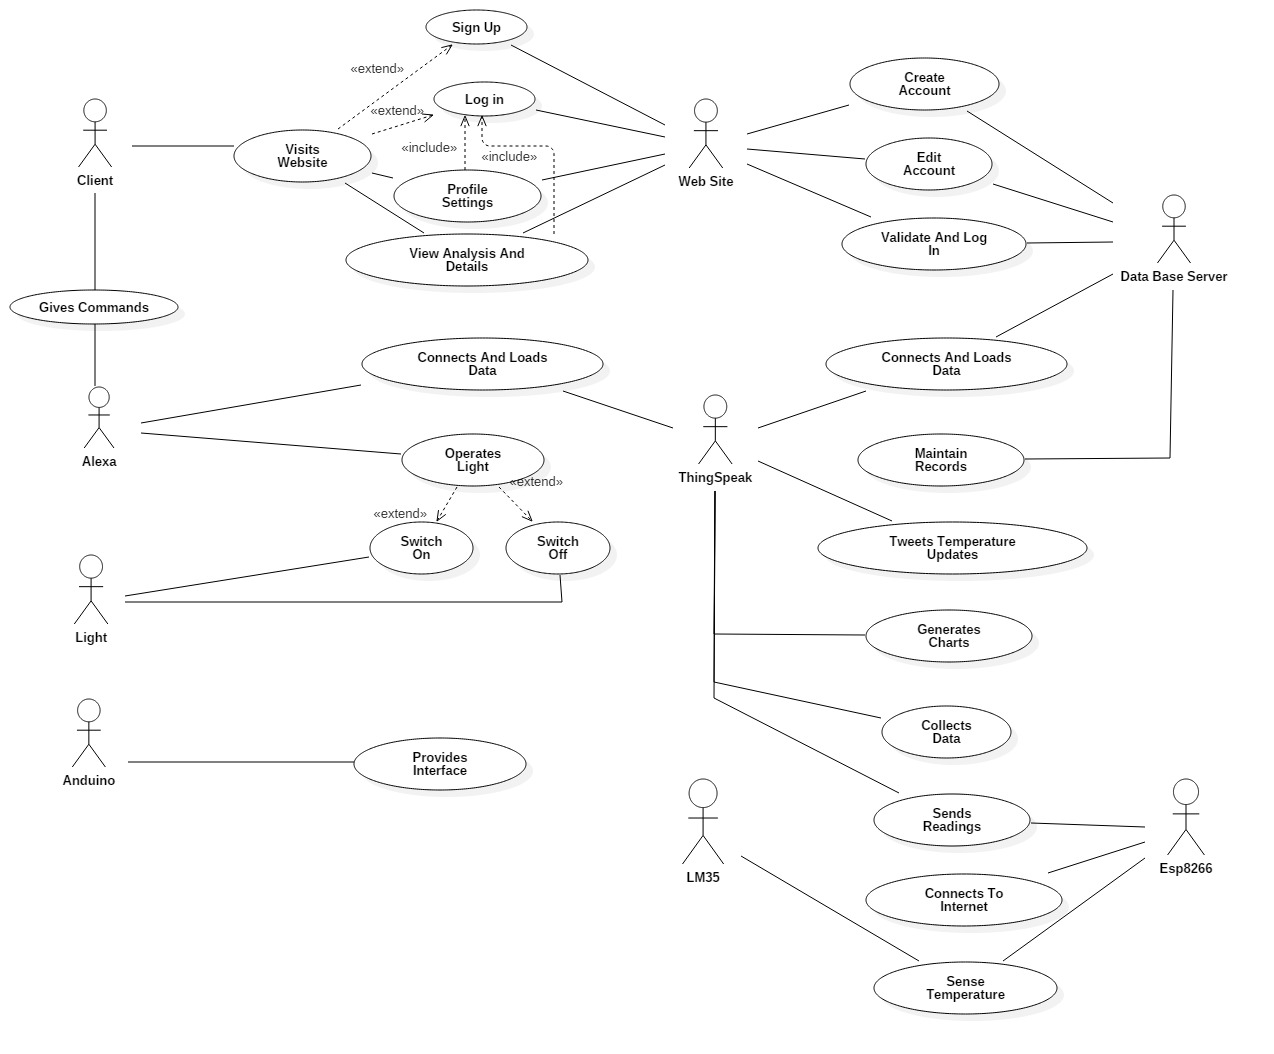 Sign Up
«extend»
Create
Account
Log in
«extend»
Visits
Website
«include»
«include»
Client
Web Site
Edit
Account
Profile
Settings
Validate And Log
In
View Analysis And
Details
Data Base Server
Gives Commands
Connects And Loads
Data
Connects And Loads
Data
Alexa
Operates
Light
«extend»
ThingSpeak
Maintain
Records
«extend»
Switch
On
Switch
Off
Tweets Temperature
Updates
Light
Generates
Charts
Collects
Data
Anduino
Provides
Interface
Sends
Readings
LM35
Esp8266
Connects To
Internet
Sense
Temperature